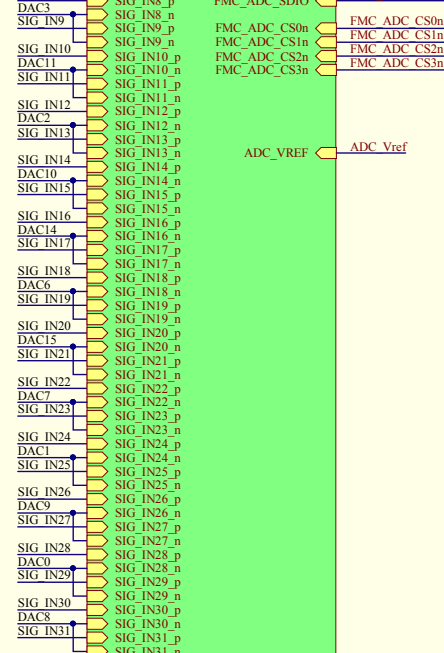 SIG_IN8_p FMC_ADC_SDIO
DAC3 SIG_IN8_n
SIG_IN9 SIG_IN9_p FMC_ADC_CS0n FMC_ADC_CS0n
SIG_IN9_n FMC_ADC_CS1n FMC_ADC_CS1n
SIG_IN10 SIG_IN10_p FMC_ADC_CS2n FMC_ADC_CS2n
DAC11 SIG_IN10_n FMC_ADC_CS3n FMC_ADC_CS3n
SIG_IN11 SIG_IN11_p
SIG_IN11_n
SIG_IN12 SIG_IN12_p
DAC2 SIG_IN12_n
SIG_IN13 SIG_IN13_p
SIG_IN13_n ADC_VREF ADC_Vref
SIG_IN14 SIG_IN14_p
DAC10 SIG_IN14_n
SIG_IN15 SIG_IN15_p
SIG_IN15_n
SIG_IN16 SIG_IN16_p
DAC14 SIG_IN16_n
SIG_IN17 SIG_IN17_p
SIG_IN17_n
SIG_IN18 SIG_IN18_p
DAC6 SIG_IN18_n
SIG_IN19 SIG_IN19_p
SIG_IN19_n
SIG_IN20 SIG_IN20_p
DAC15 SIG_IN20_n
SIG_IN21 SIG_IN21_p
SIG_IN21_n
SIG_IN22 SIG_IN22_p
DAC7 SIG_IN22_n
SIG_IN23 SIG_IN23_p
SIG_IN23_n
SIG_IN24 SIG_IN24_p
DAC1 SIG_IN24_n
SIG_IN25 SIG_IN25_p
SIG_IN25_n
SIG_IN26 SIG_IN26_p
DAC9 SIG_IN26_n
SIG_IN27 SIG_IN27_p
SIG_IN27_n
SIG_IN28 SIG_IN28_p
DAC0 SIG_IN28_n
SIG_IN29 SIG_IN29_p
SIG_IN29_n
SIG_IN30 SIG_IN30_p
DAC8 SIG_IN30_n
SIG_IN31 SIG_IN31_p
SIG_IN31_n